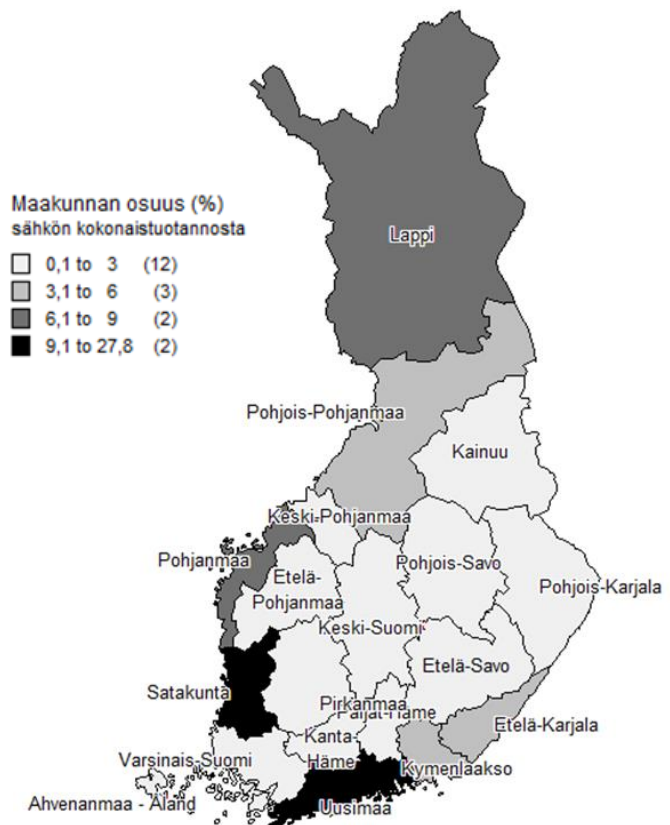 Maakunnan osuus (%)
sähkön kokonaistuotannosta
0,1 to 3 (12)
3,1 to 6 (3)
6,1 to 9 (2)
9,1 to 27,8 (2)
Lappi
Pohjois-Pohjanmaa
Kainuu
Keski-Pohjanmaa
Pohjanmaa
Pohjois-Savo
Etelä-
Pohjanmaa
Pohjois-Karjala
Keski-Suomi
Etelä-Savo
Satakunta
Pirkanmaa
Päijät-Häme
Etelä-Karjala
Kanta-
Häme
Varsinais-Suomi
Kymenlaakso
Ahvenanmaa - Åland
Uusimaa